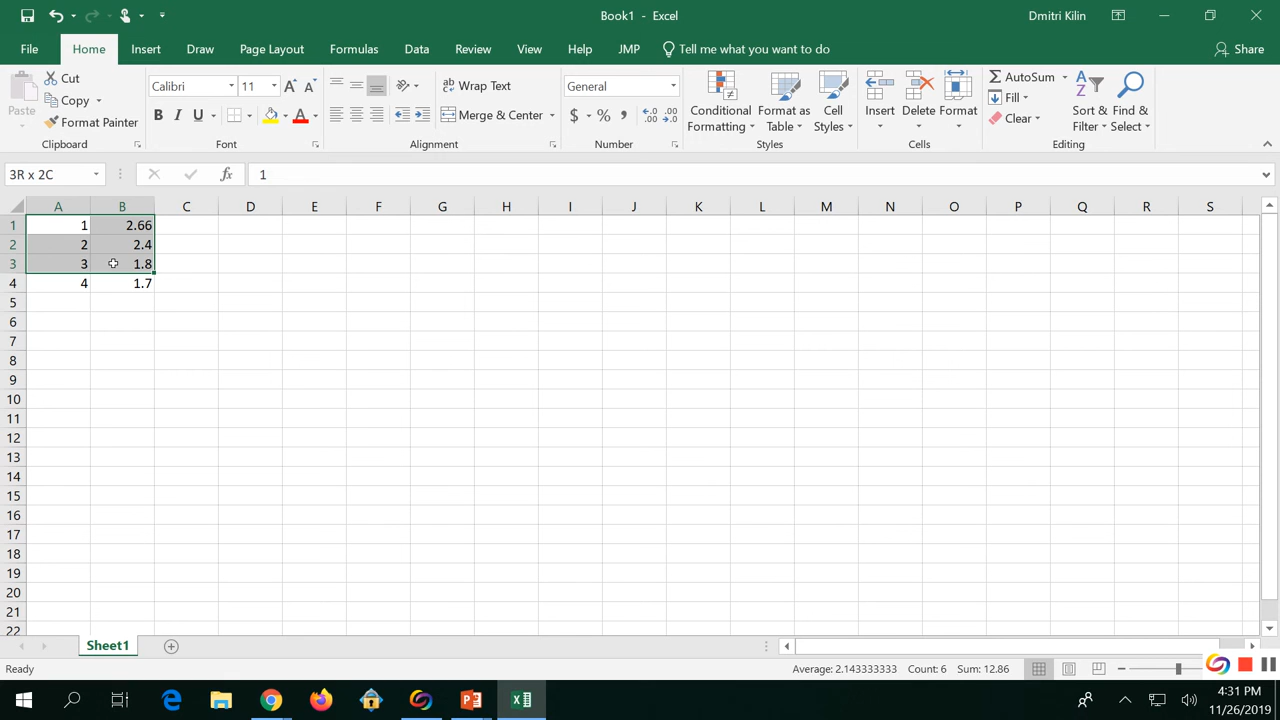 Book1 - Excel
Dmitri Kilin
File Home Insert Draw Page Layout Formulas Data Review View Help JMP Tell me what you want to do Share
Paste
Cut
Copy
Format Painter
Clipboard
Calibri 11
B I U A
Font
Wrap Text
Merge & Center
Alignment
General
$ % ,
Number
Conditional Formatting
Format as Table
Cell Styles
Styles
Insert Delete Format
Cells
AutoSum
Fill
Clear
Sort & Filter
Find & Select
Editing
3R x 2C fx 1
A B C D E F G H I J K L M N O P Q R S
1 1 2.66
2 2 2.4
3 3 1.8
4 4 1.7
5
6
7
8
9
10
11
12
13
14
15
16
17
18
19
20
21
22
Sheet1
Ready Average: 2.143333333 Count: 6 Sum: 12.86
4:31 PM
11/26/2019